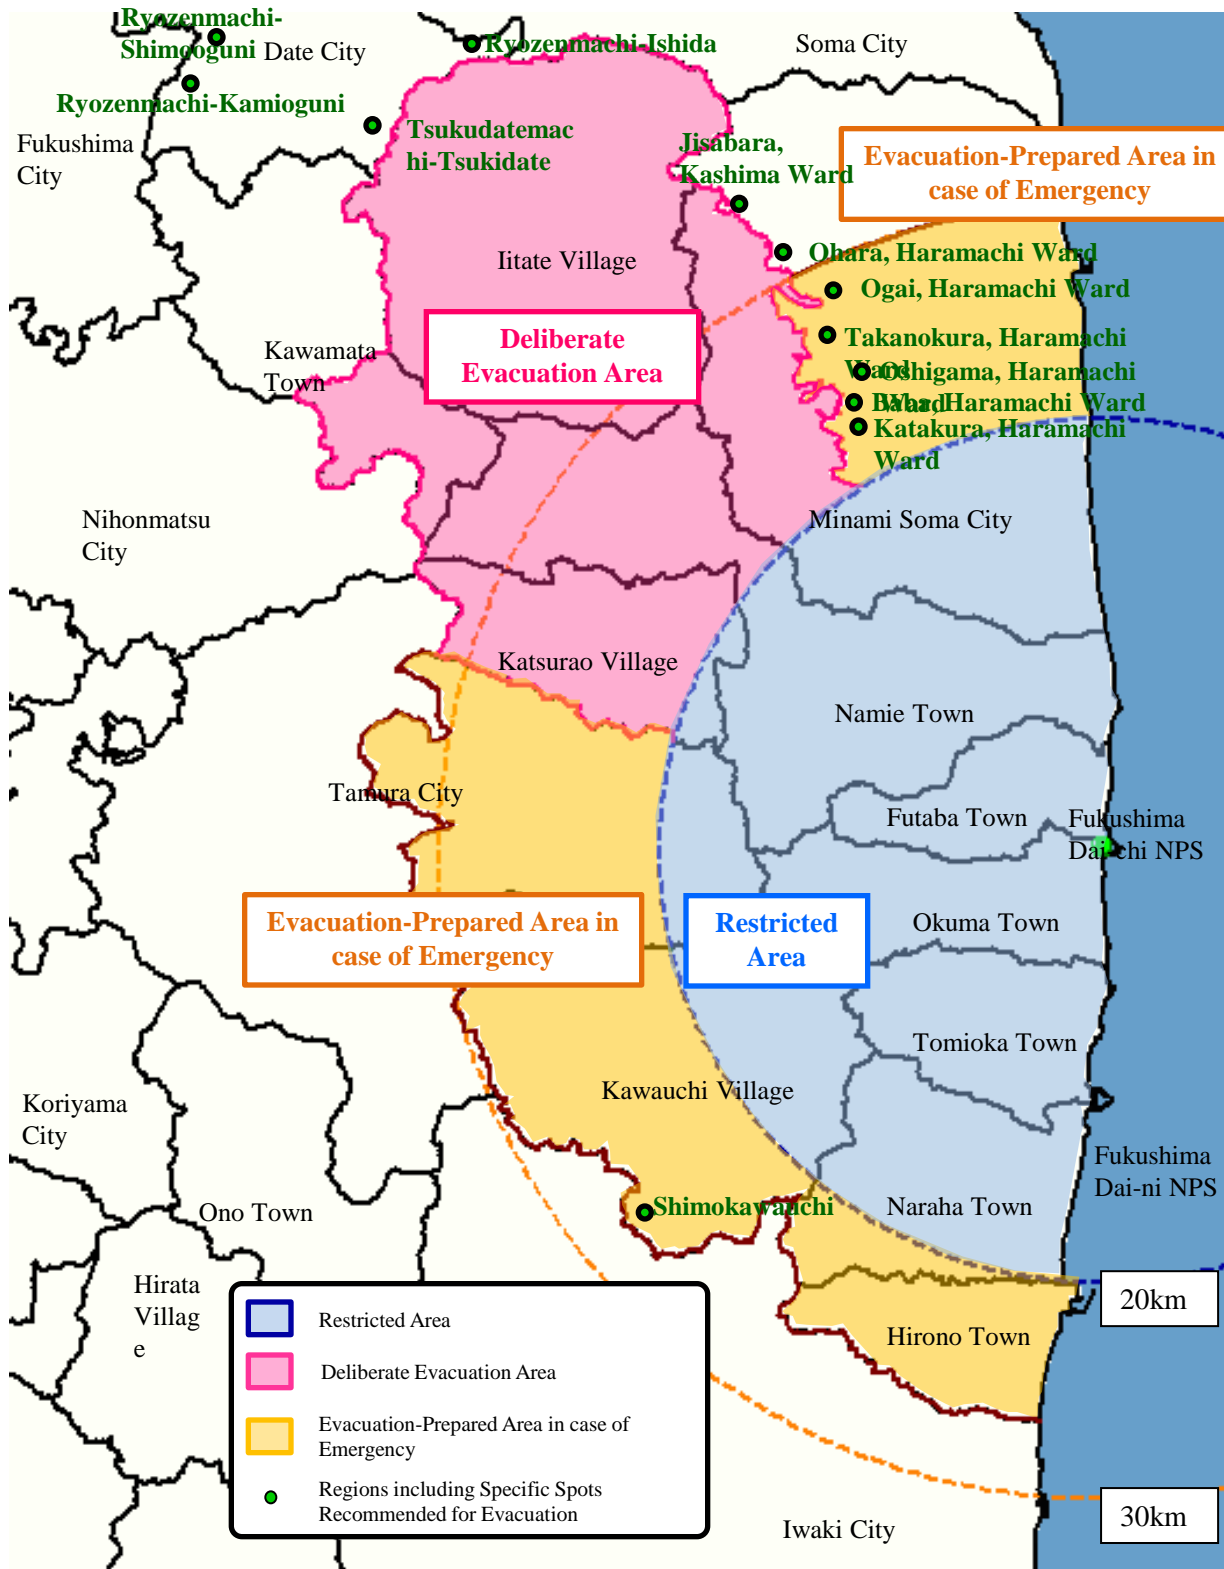 Ryozenmachi-
Shimooguni
Date City
Ryozenmachi-Ishida
Soma City
Ryozenmachi-Kamioguni
Fukushima
City
Tsukudatemac
hi-Tsukidate
Jisabara,
Kashima Ward
Evacuation-Prepared Area in
case of Emergency
Iitate Village
Ohara, Haramachi Ward
Ogai, Haramachi Ward
Deliberate
Evacuation Area
Kawamata
Town
Takanokura, Haramachi
Ward
Oshigama, Haramachi
Ward
Baba, Haramachi Ward
Katakura, Haramachi
Ward
Nihonmatsu
City
Minami Soma City
Katsurao Village
Namie Town
Tamura City
Futaba Town
Fukushima
Dai-chi NPS
Evacuation-Prepared Area in
case of Emergency
Restricted
Area
Okuma Town
Tomioka Town
Kawauchi Village
Koriyama
City
Fukushima
Dai-ni NPS
Shimokawauchi
Naraha Town
Ono Town
Hirata
Villag
e
20km
Hirono Town
Restricted Area
Deliberate Evacuation Area
Evacuation-Prepared Area in case of
Emergency
Regions including Specific Spots
Recommended for Evacuation
Iwaki City
30km